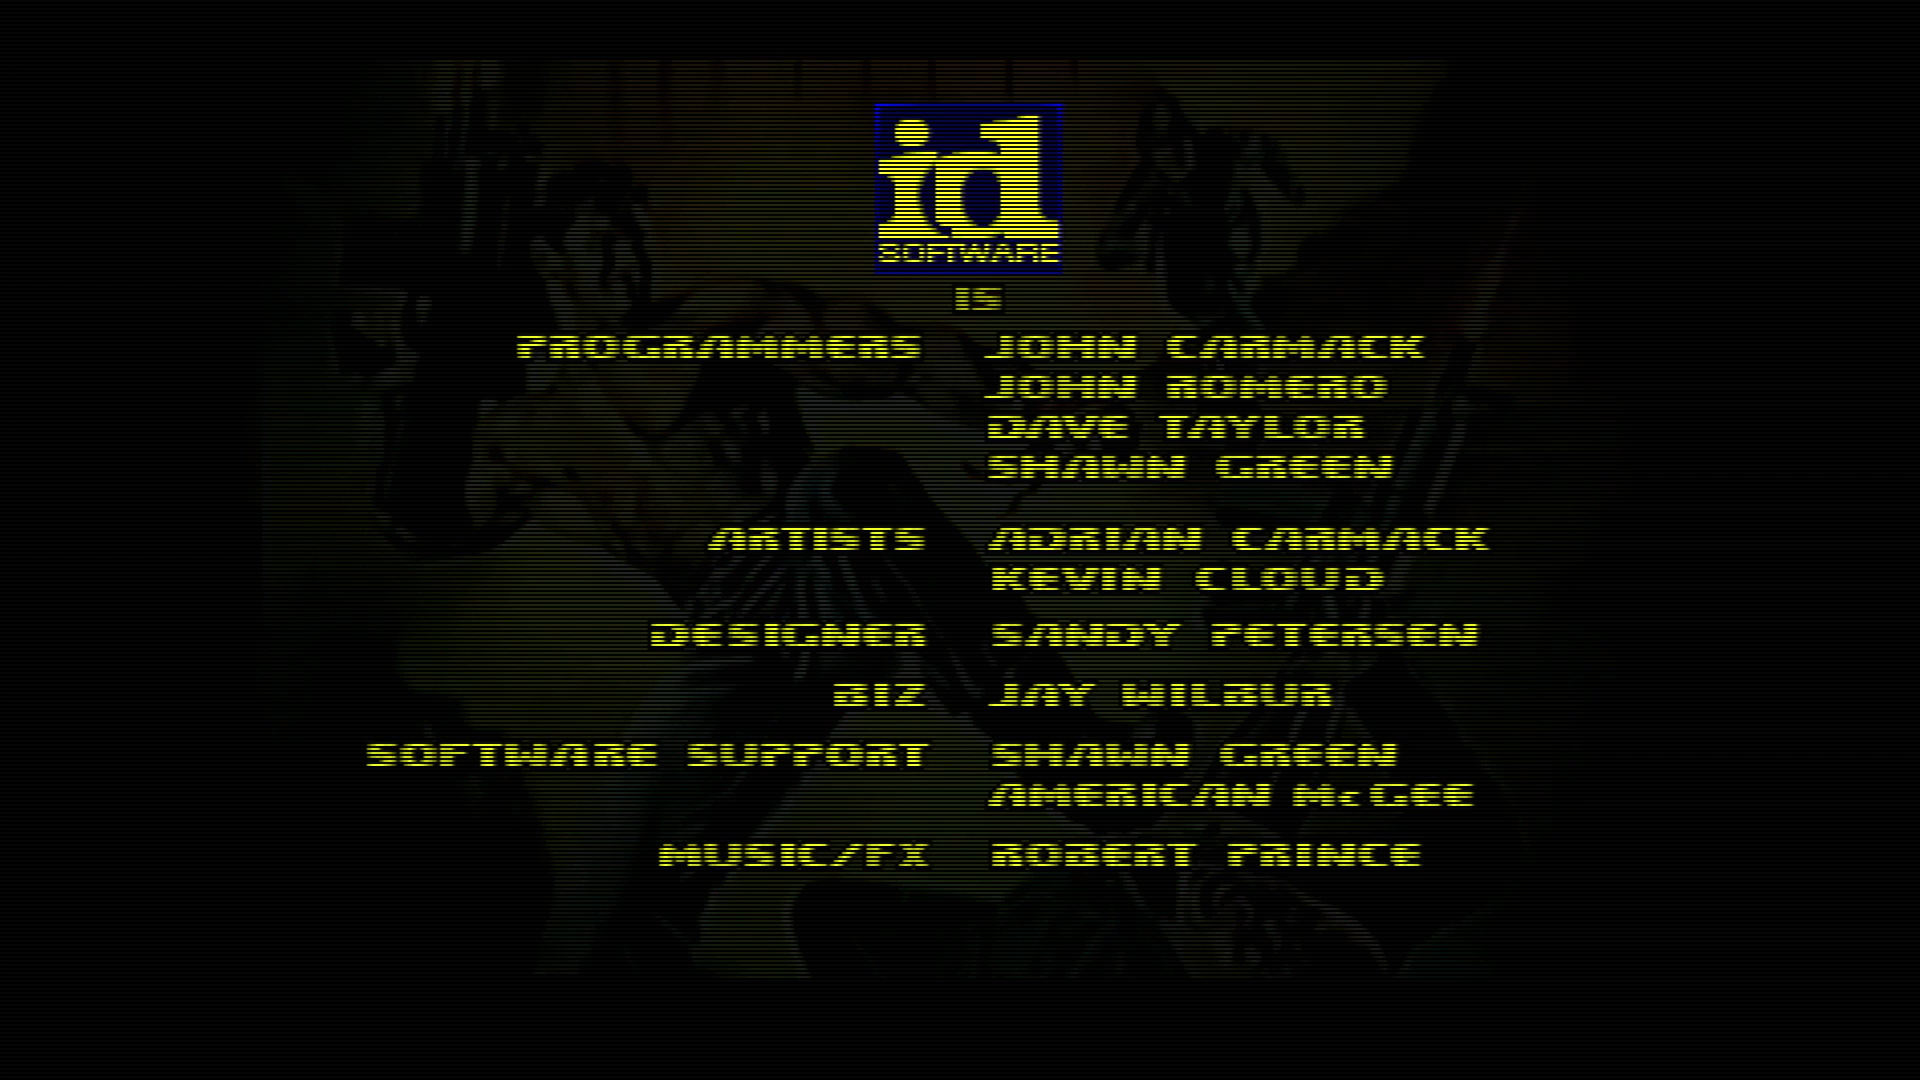 id
SOFTWARE
IS
PROGRAMMERS JOHN CARMACK
JOHN ROMERO
DAVE TAYLOR
SHAWN GREEN
ARTISTS ADRIAN CARMACK
KEVIN CLOUD
DESIGNER SANDY PETERSEN
BIZ JAY WILBUR
SOFTWARE SUPPORT SHAWN GREEN
AMERICAN McGEE
MUSIC/FX ROBERT PRINCE